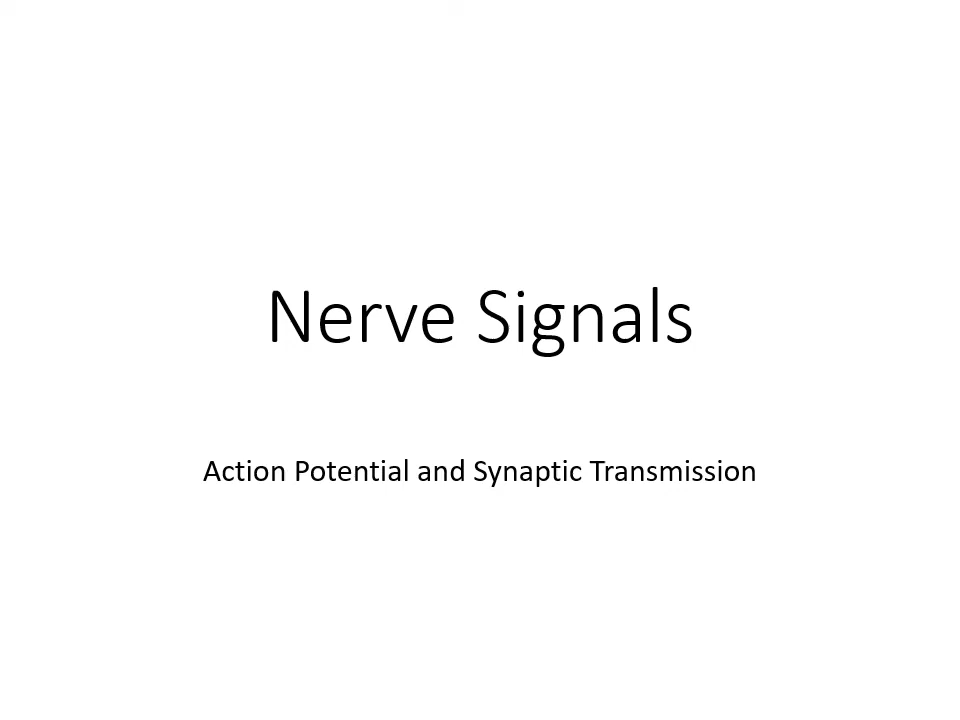 Nerve Signals
Action Potential and Synaptic Transmission